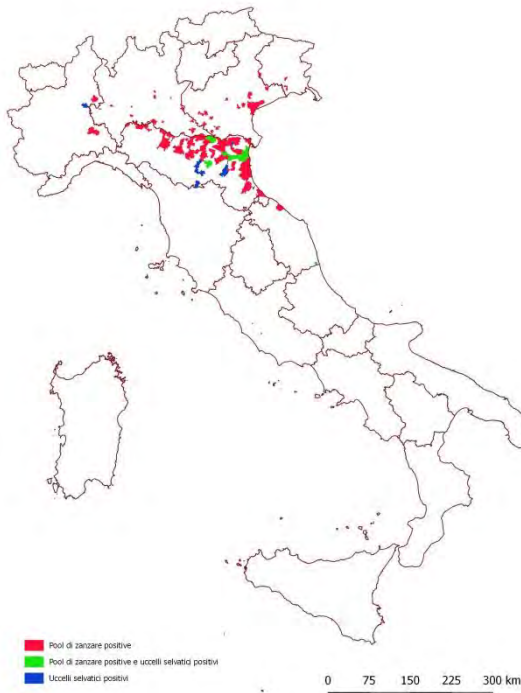 Pool di zanzare positive
Pool di zanzare positive e uccelli selvatici positivi
Uccelli selvatici positivi
0 75 150 225 300 km